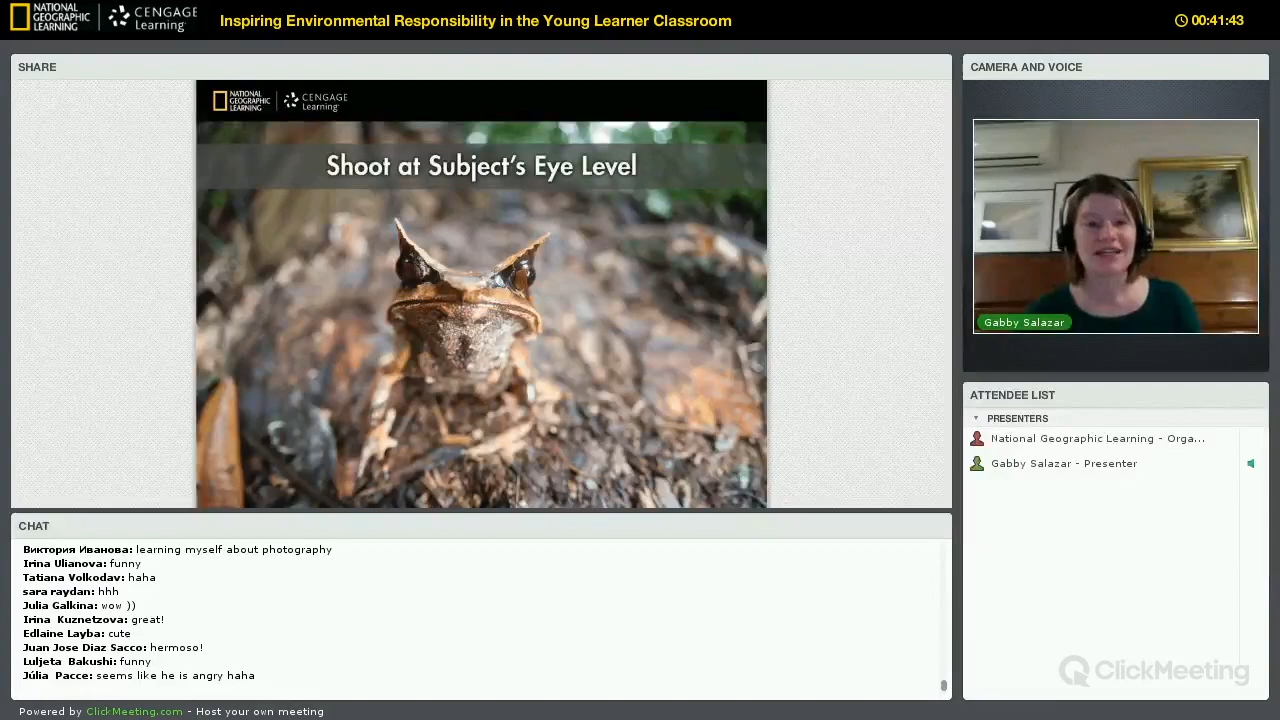 NATIONAL
GEOGRAPHIC
LEARNING
CENGAGE
Learning™
Inspiring Environmental Responsibility in the Young Learner Classroom
00:41:43
SHARE
NATIONAL
GEOGRAPHIC
LEARNING
CENGAGE
Learning™
Shoot at Subject's Eye Level
CAMERA AND VOICE
Gabby Salazar
ATTENDEE LIST
PRESENTERS
National Geographic Learning - Orga...
Gabby Salazar - Presenter
CHAT
Виктория Иванова: learning myself about photography
Irina Ulianova: funny
Tatiana Volkodav: haha
sara raydan: hhh
Julia Galkina: wow ))
Irina Kuznetzova: great!
Edlaine Layba: cute
Juan Jose Diaz Sacco: hermoso!
Luljeta Bakushi: funny
Júlia Pacce: seems like he is angry haha
ClickMeeting
Powered by ClickMeeting.com - Host your own meeting